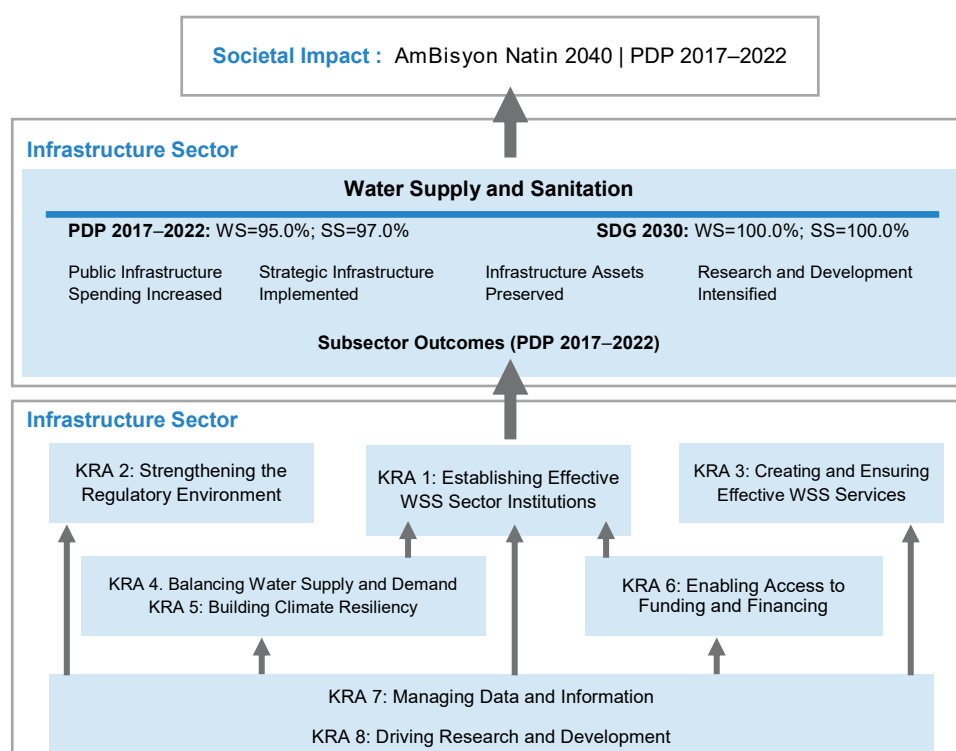 Societal Impact : AmBisyon Natin 2040 | PDP 2017–2022
Infrastructure Sector
Water Supply and Sanitation
PDP 2017–2022: WS=95.0%; SS=97.0%
SDG 2030: WS=100.0%; SS=100.0%
Public Infrastructure
Spending Increased
Strategic Infrastructure
Implemented
Infrastructure Assets
Preserved
Research and Development
Intensified
Subsector Outcomes (PDP 2017–2022)
Infrastructure Sector
KRA 2: Strengthening the
Regulatory Environment
KRA 1: Establishing Effective
WSS Sector Institutions
KRA 3: Creating and Ensuring
Effective WSS Services
KRA 4. Balancing Water Supply and Demand
KRA 5: Building Climate Resiliency
KRA 6: Enabling Access to
Funding and Financing
KRA 7: Managing Data and Information
KRA 8: Driving Research and Development